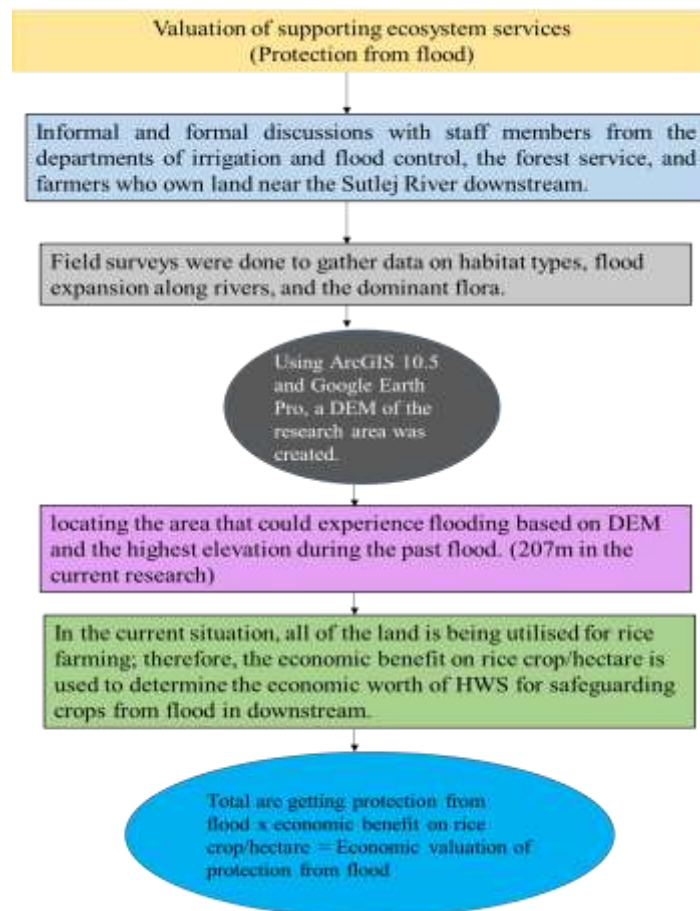 Valuation of supporting ecosystem services
(Protection from flood)
Informal and formal discussions with staff members from the
departments of irrigation and flood control, the forest service, and
farmers who own land near the Sutlej River downstream.
Field surveys were done to gather data on habitat types, flood
expansion along rivers, and the dominant flora.
Using ArcGIS 10.5
and Google Earth
Pro, a DEM of the
research area was
created.
locating the area that could experience flooding based on DEM
and the highest elevation during the past flood. (207m in the
current research)
In the current situation, all of the land is being utilised for rice
farming; therefore, the economic benefit on rice crop/hectare is
used to determine the economic worth of HWS for safeguarding
crops from flood in downstream.
Total are getting protection from
flood x economic benefit on rice
crop/hectare = Economic valuation of
protection from flood